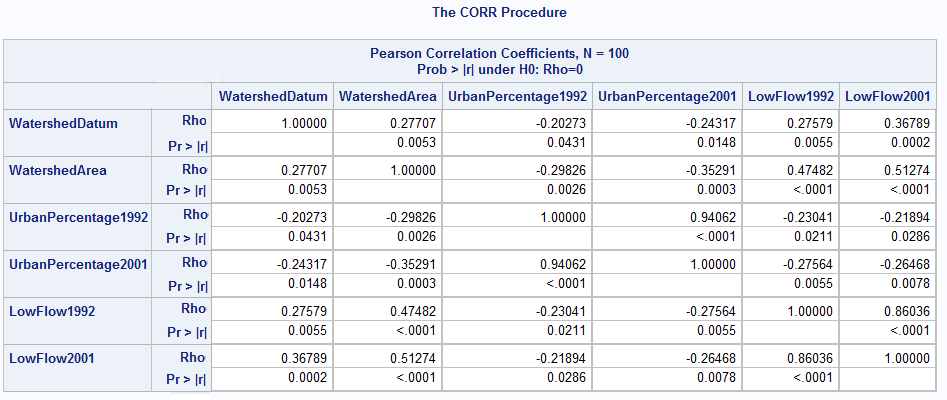 The CORR Procedure
Pearson Correlation Coefficients, N = 100
Prob > |r| under H0: Rho=0
WatershedDatum WatershedArea UrbanPercentage1992 UrbanPercentage2001 LowFlow1992 LowFlow2001
WatershedDatum Rho 1.00000 0.27707 -0.20273 -0.24317 0.27579 0.36789
Pr > |r| 0.0053 0.0431 0.0148 0.0055 0.0002
WatershedArea Rho 0.27707 1.00000 -0.29826 -0.35291 0.47482 0.51274
Pr > |r| 0.0053 0.0026 0.0003 <.0001 <.0001
UrbanPercentage1992 Rho -0.20273 -0.29826 1.00000 0.94062 -0.23041 -0.21894
Pr > |r| 0.0431 0.0026 <.0001 0.0211 0.0286
UrbanPercentage2001 Rho -0.24317 -0.35291 0.94062 1.00000 -0.27564 -0.26468
Pr > |r| 0.0148 0.0003 <.0001 0.0055 0.0078
LowFlow1992 Rho 0.27579 0.47482 -0.23041 -0.27564 1.00000 0.86036
Pr > |r| 0.0055 <.0001 0.0211 0.0055 <.0001
LowFlow2001 Rho 0.36789 0.51274 -0.21894 -0.26468 0.86036 1.00000
Pr > |r| 0.0002 <.0001 0.0286 0.0078 <.0001